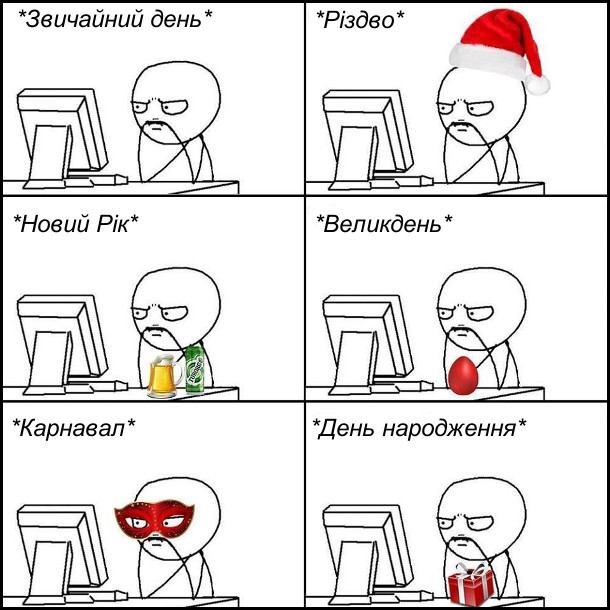 *Звичайний день*
*Різдво*
*Новий Рік*
*Великдень*
*Карнавал*
*День народження*